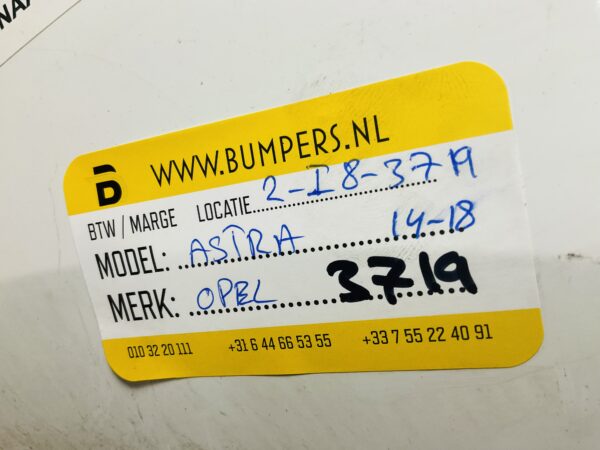 WWW.BUMPERS.NL
BTW / MARGE LOCATIE 2-I8-3719
MODEL: ASTRA 14-18
MERK: OPEL 3719
010 32 20 111 +31 6 44 66 53 55 +33 7 55 22 40 91